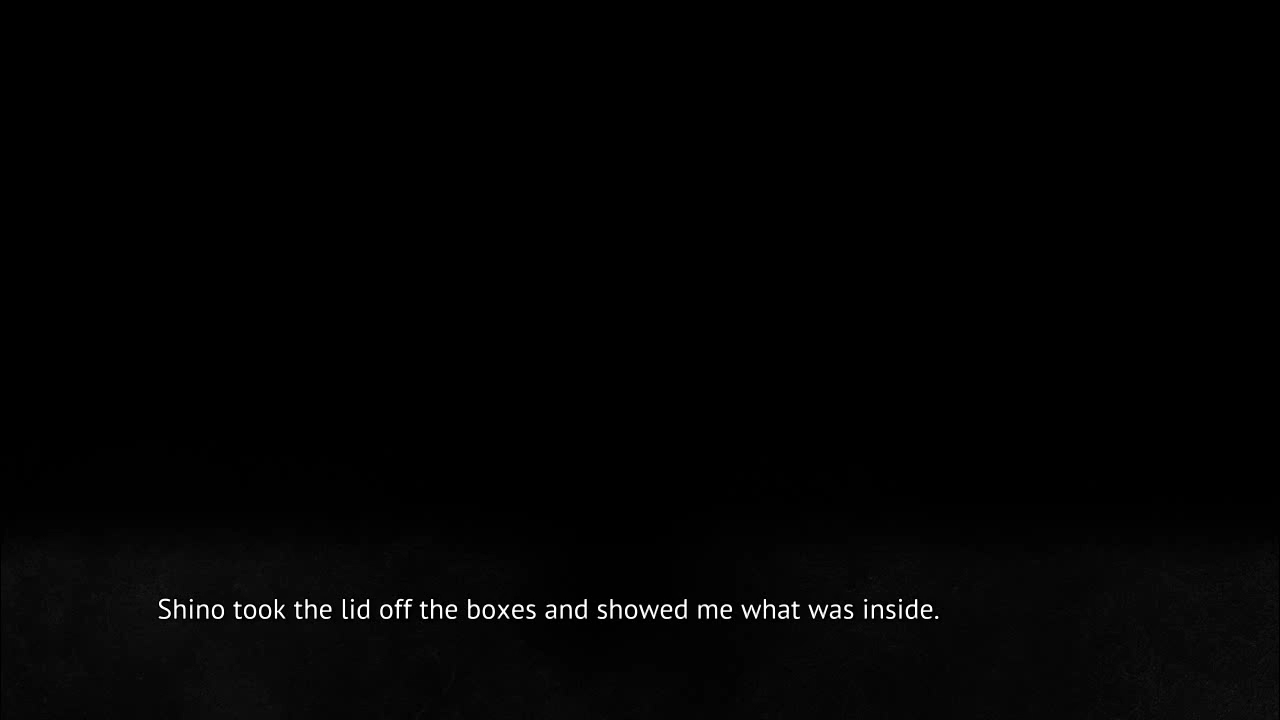 Shino took the lid off the boxes and showed me what was inside.